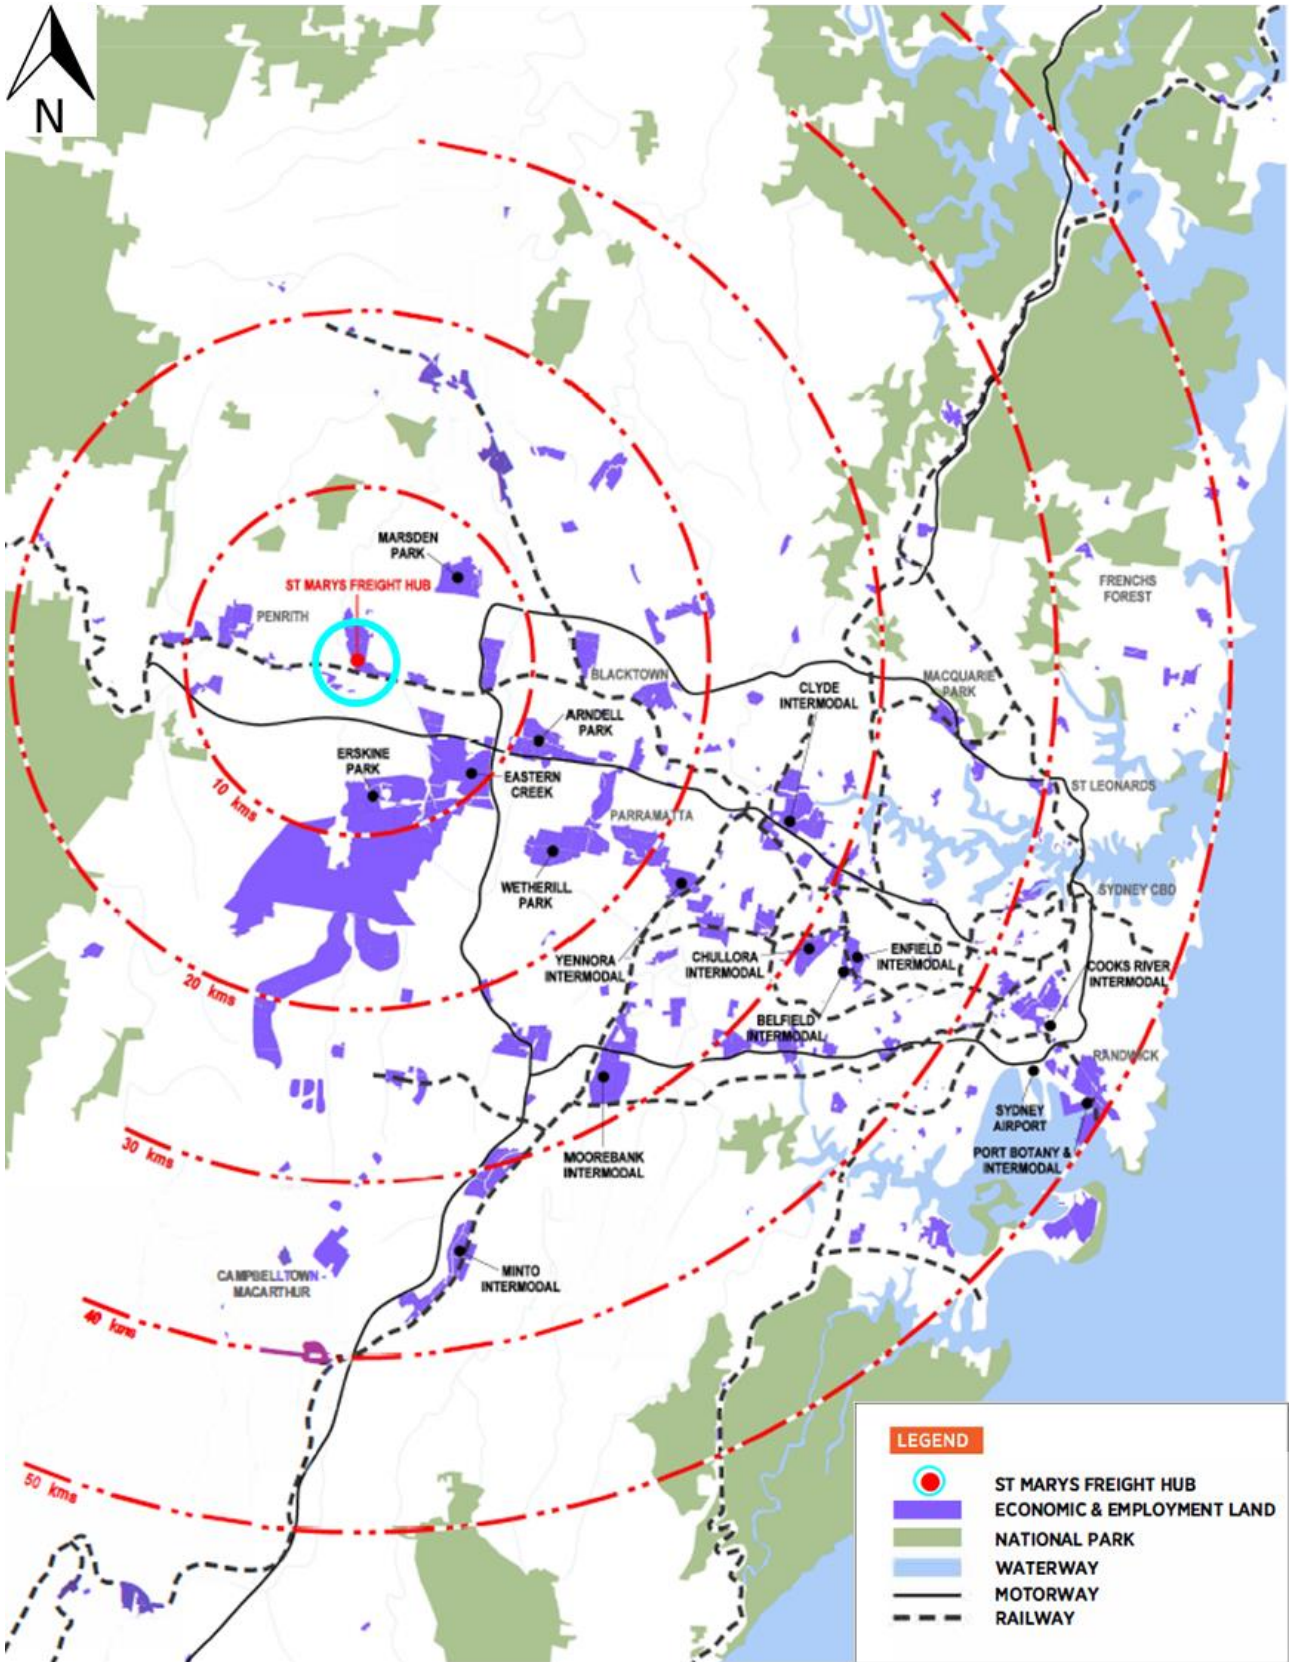 N
MARSDEN
PARK
ST MARYS FREIGHT HUB
PENRITH
FRENCHS
FOREST
BLACKTOWN
MACQUARIE
PARK
CLYDE
INTERMODAL
ARNDELL
PARK
ERSKINE
PARK
EASTERN
CREEK
ST LEONARDS
10 kms
PARRAMATTA
WETHERILL
PARK
SYDNEY CBD
YENNORA
INTERMODAL
CHULLORA
INTERMODAL
ENFIELD
INTERMODAL
COOKS RIVER
INTERMODAL
20 kms
BELFIELD
INTERMODAL
RANDWICK
SYDNEY
AIRPORT
30 kms
MOOREBANK
INTERMODAL
PORT BOTANY &
INTERMODAL
MINTO
INTERMODAL
CAMPBELLTOWN -
MACARTHUR
40 kms
50 kms
LEGEND
ST MARYS FREIGHT HUB
ECONOMIC & EMPLOYMENT LAND
NATIONAL PARK
WATERWAY
MOTORWAY
RAILWAY